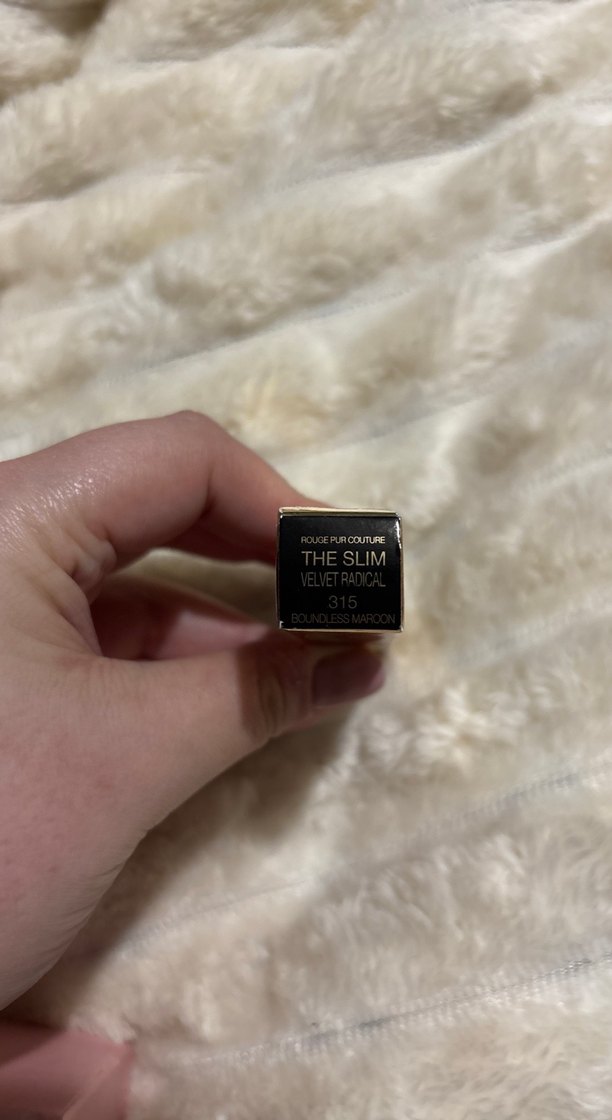 ROUGE PUR COUTURE
THE SLIM
VELVET RADICAL
315
BOUNDLESS MAROON